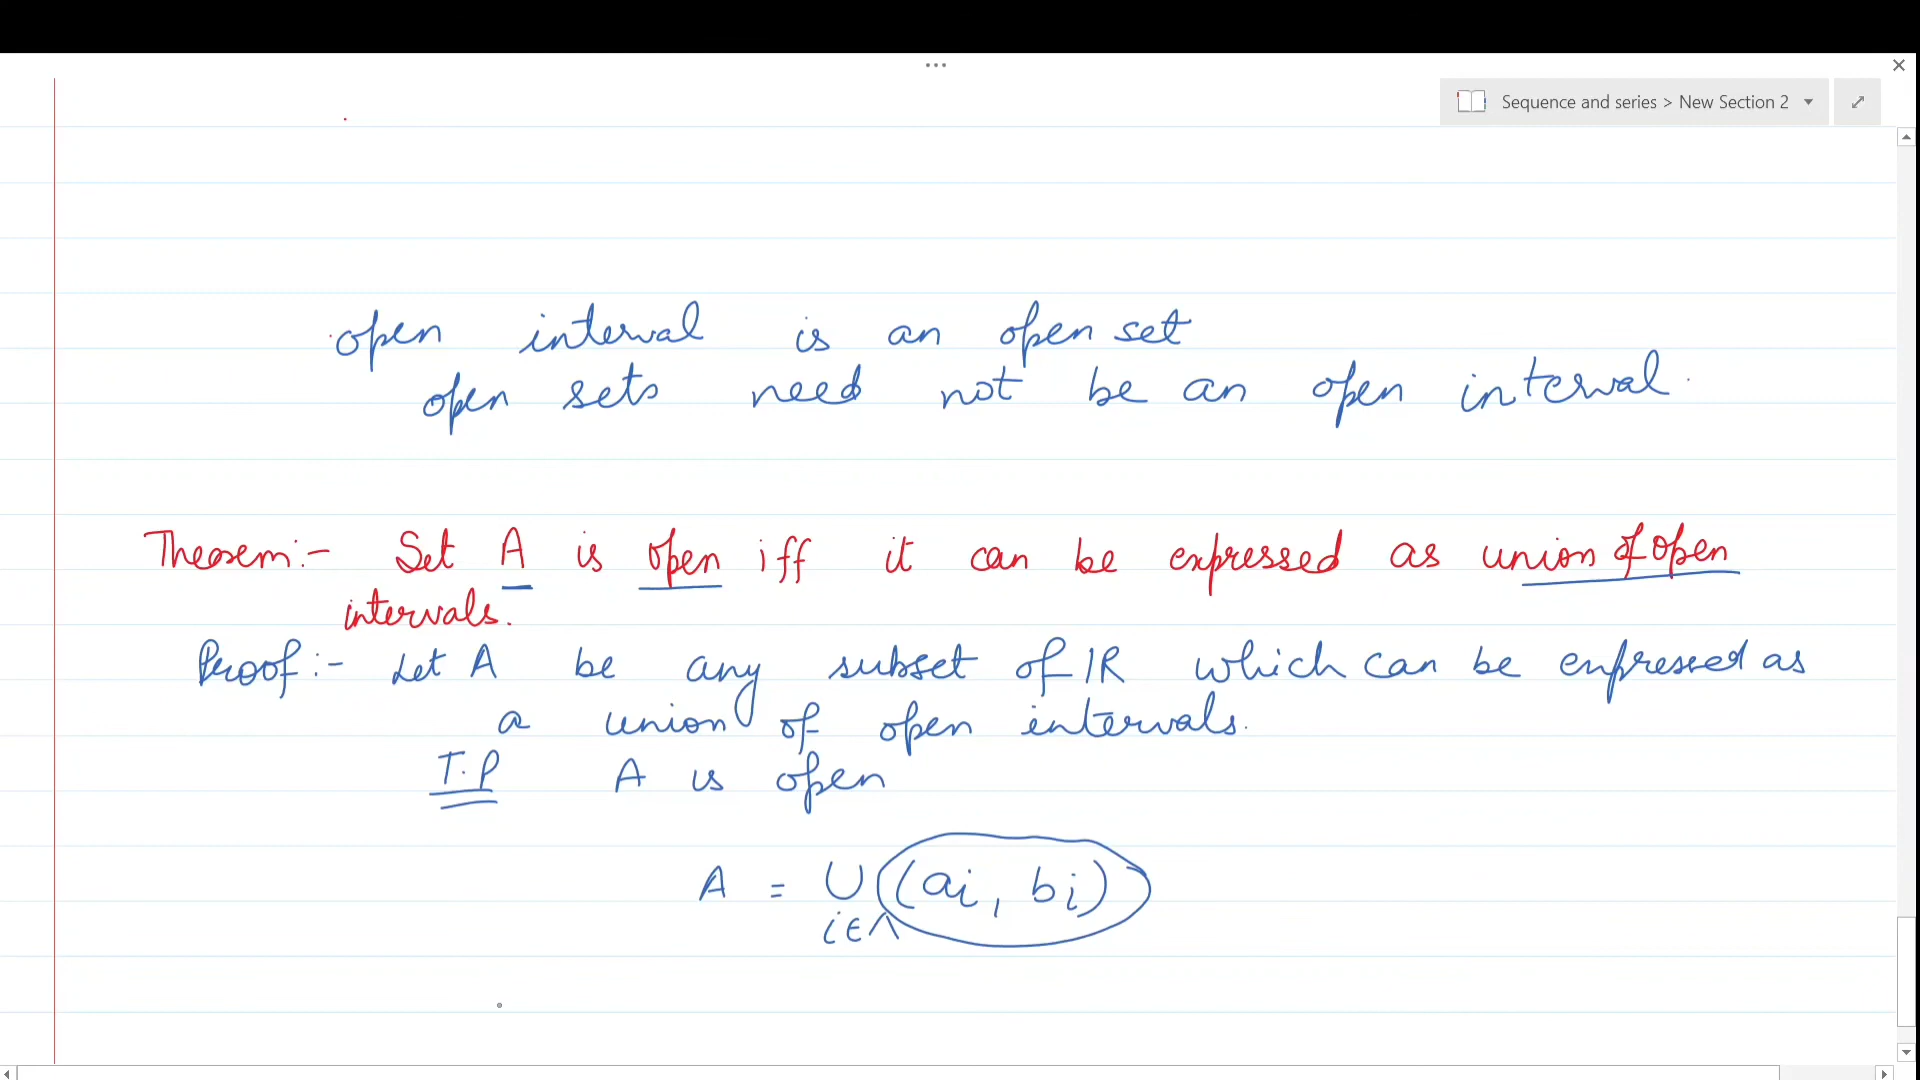 Sequence and series > New Section 2
open interval is an open set
open sets need not be an open interval.
Theorem:- Set A is open iff it can be expressed as union of open
intervals.
Proof:- Let A be any subset of IR which can be expressed as
a union of open intervals.
T.P A is open
A = ∪ (ai, bi)
i∈Λ